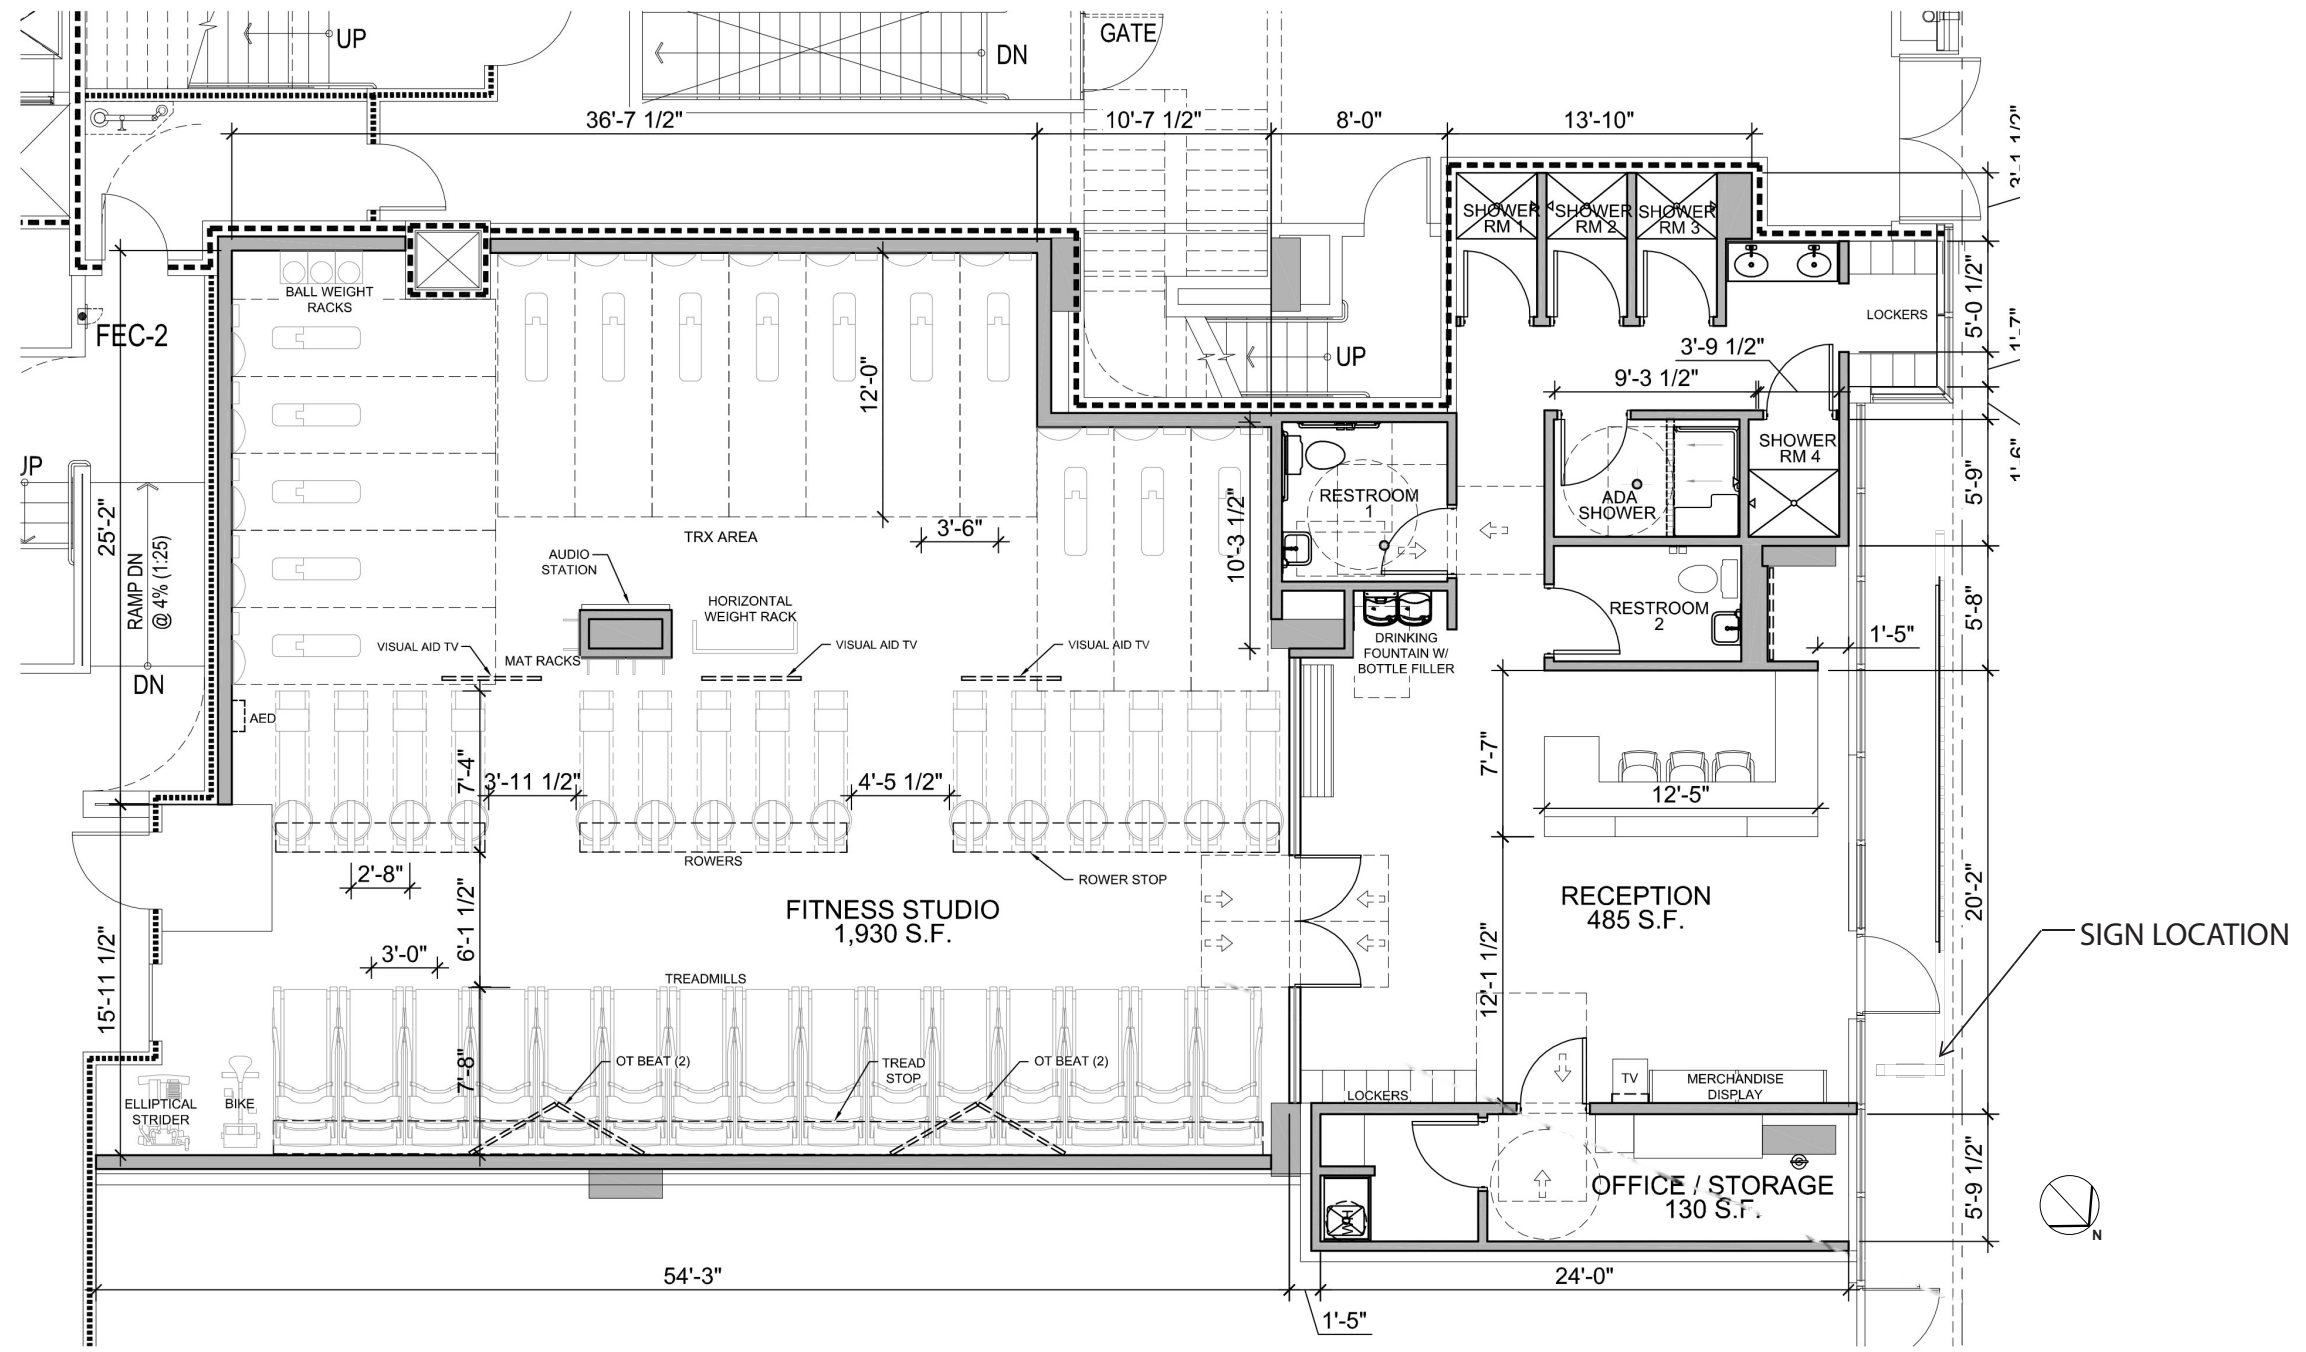 GATE
UP
DN
36'-7 1/2"
10'-7 1/2"
8'-0"
13'-10"
3'-1 1/2"
SHOWER
RM 1
SHOWER
RM 2
SHOWER
RM 3
BALL WEIGHT
RACKS
FEC-2
LOCKERS
5'-0 1/2"
1'-7"
3'-9 1/2"
UP
12'-0"
9'-3 1/2"
SHOWER
RM 4
1'-6"
5'-9"
RESTROOM
1
ADA
SHOWER
25'-2"
RAMP DN
@ 4% (1:25)
TRX AREA
3'-6"
10'-3 1/2"
AUDIO
STATION
HORIZONTAL
WEIGHT RACK
RESTROOM
2
5'-8"
1'-5"
VISUAL AID TV
MAT RACKS
VISUAL AID TV
VISUAL AID TV
DRINKING
FOUNTAIN W/
BOTTLE FILLER
DN
AED
7'-4"
3'-11 1/2"
4'-5 1/2"
7'-7"
12'-5"
ROWERS
ROWER STOP
2'-8"
6'-1 1/2"
FITNESS STUDIO
1,930 S.F.
RECEPTION
485 S.F.
20'-2"
SIGN LOCATION
15'-11 1/2"
3'-0"
12'-1 1/2"
TREADMILLS
7'-8"
OT BEAT (2)
TREAD
STOP
OT BEAT (2)
TV
MERCHANDISE
DISPLAY
ELLIPTICAL
STRIDER
BIKE
LOCKERS
OFFICE / STORAGE
130 S.F.
5'-9 1/2"
HW
N
54'-3"
24'-0"
1'-5"